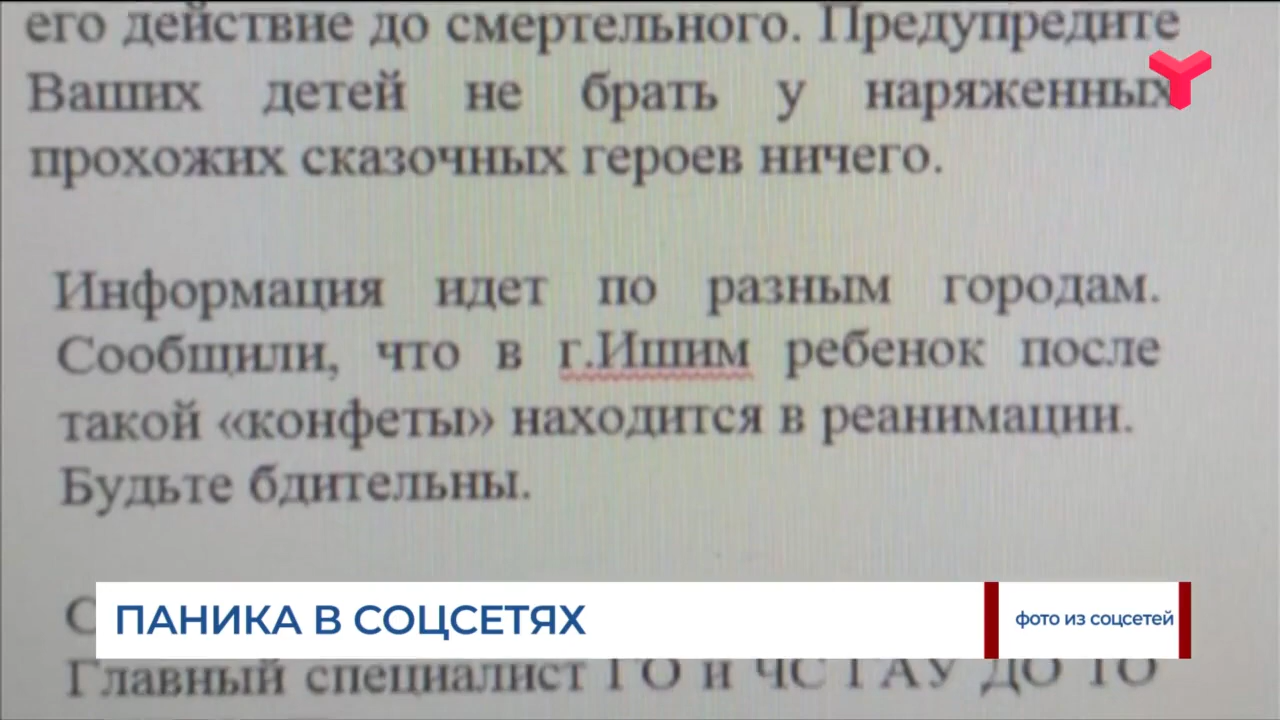 его действие до смертельного. Предупредите
Ваших детей не брать у наряженных
прохожих сказочных героев ничего.
Информация идет по разным городам.
Сообщили, что в г.Ишим ребенок после
такой «конфеты» находится в реанимации.
Будьте бдительны.
ПАНИКА В СОЦСЕТЯХ
фото из соцсетей
Главный специалист ГО и ЧС ГАУ ДО ТО